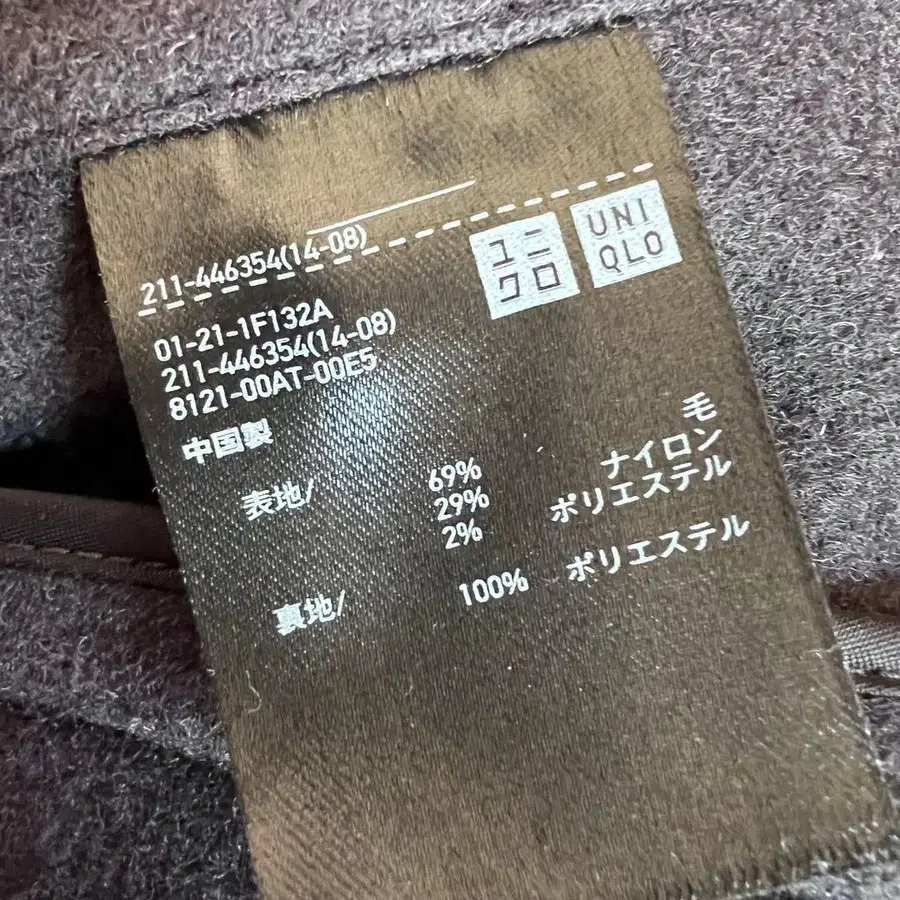 211-446354(14-08)
ユニ
クロ
UNI
QLO
01-21-1F132A
211-446354(14-08)
8121-00AT-00E5
中国製
表地/ 69% 毛
29% ナイロン
2% ポリエステル
裏地/ 100% ポリエステル